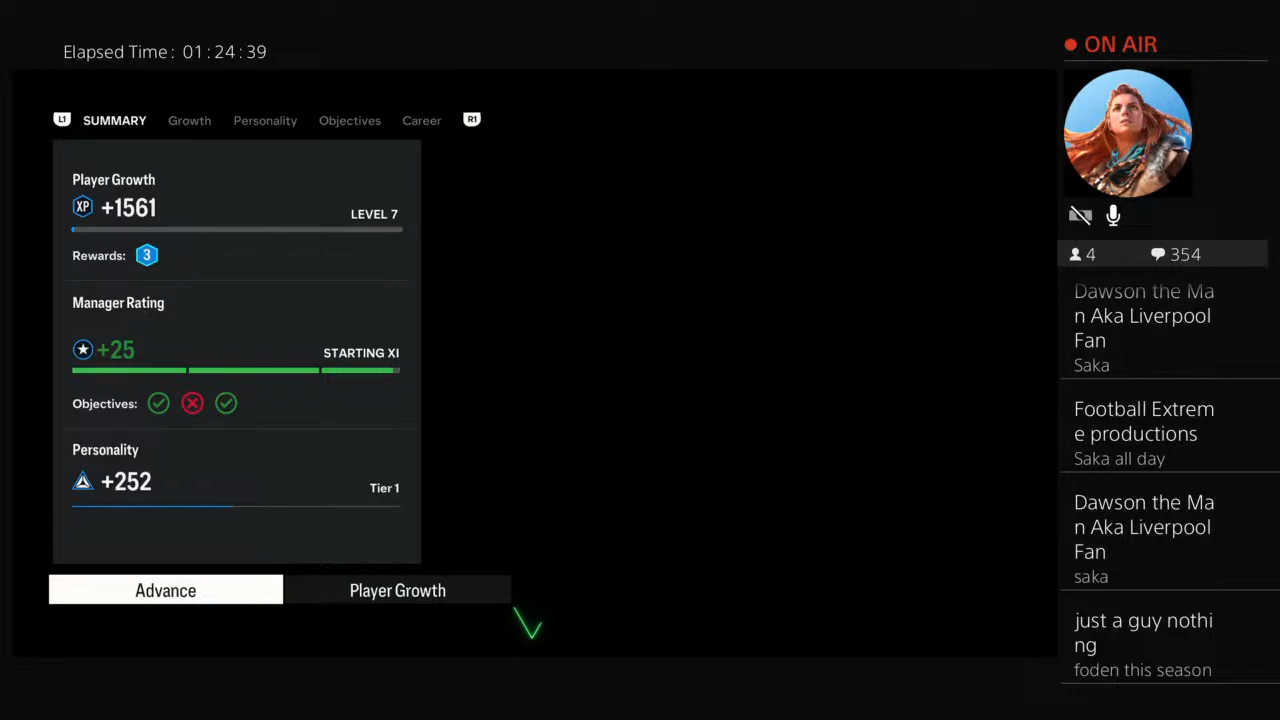 Elapsed Time: 01:24:39
ON AIR
L1 SUMMARY Growth Personality Objectives Career R1
Player Growth
XP +1561
LEVEL 7
Rewards: 3
Manager Rating
+25
STARTING XI
Objectives:
Personality
+252
Tier 1
Advance Player Growth
4 354
Dawson the Ma
n Aka Liverpool
Fan
Saka
Football Extrem
e productions
Saka all day
Dawson the Ma
n Aka Liverpool
Fan
saka
just a guy nothi
ng
foden this season